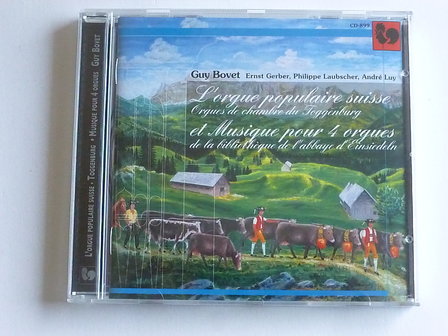 CD-899
Guy Bovet Ernst Gerber, Philippe Laubscher, André Luy
L'orgue populaire suisse
Orgues de chambre du Toggenburg
et Musique pour 4 orgues
de la bibliothèque de l'abbaye d'Einsiedeln
L'ORGUE POPULAIRE SUISSE • TOGGENBURG • MUSIQUE POUR 4 ORGUES GUY BOVET